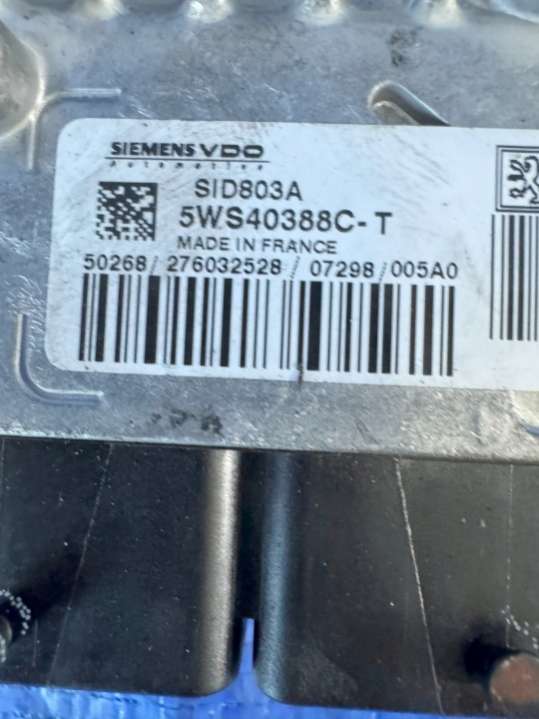 SIEMENS VDO
Automotive
SID803A
5WS40388C-T
MADE IN FRANCE
50268/276032528/07298/005A0